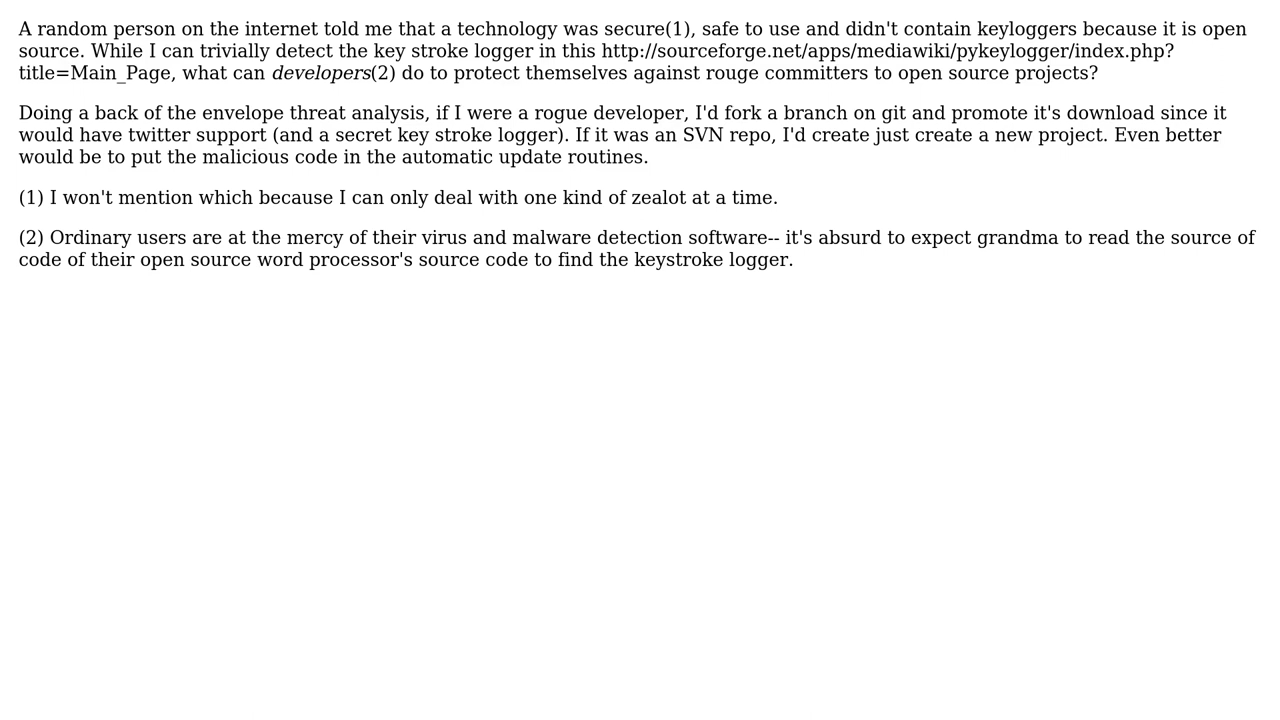 A random person on the internet told me that a technology was secure(1), safe to use and didn't contain keyloggers because it is open
source. While I can trivially detect the key stroke logger in this http://sourceforge.net/apps/mediawiki/pykeylogger/index.php?
title=Main_Page, what can developers(2) do to protect themselves against rouge committers to open source projects?
Doing a back of the envelope threat analysis, if I were a rogue developer, I'd fork a branch on git and promote it's download since it
would have twitter support (and a secret key stroke logger). If it was an SVN repo, I'd create just create a new project. Even better
would be to put the malicious code in the automatic update routines.
(1) I won't mention which because I can only deal with one kind of zealot at a time.
(2) Ordinary users are at the mercy of their virus and malware detection software-- it's absurd to expect grandma to read the source of
code of their open source word processor's source code to find the keystroke logger.